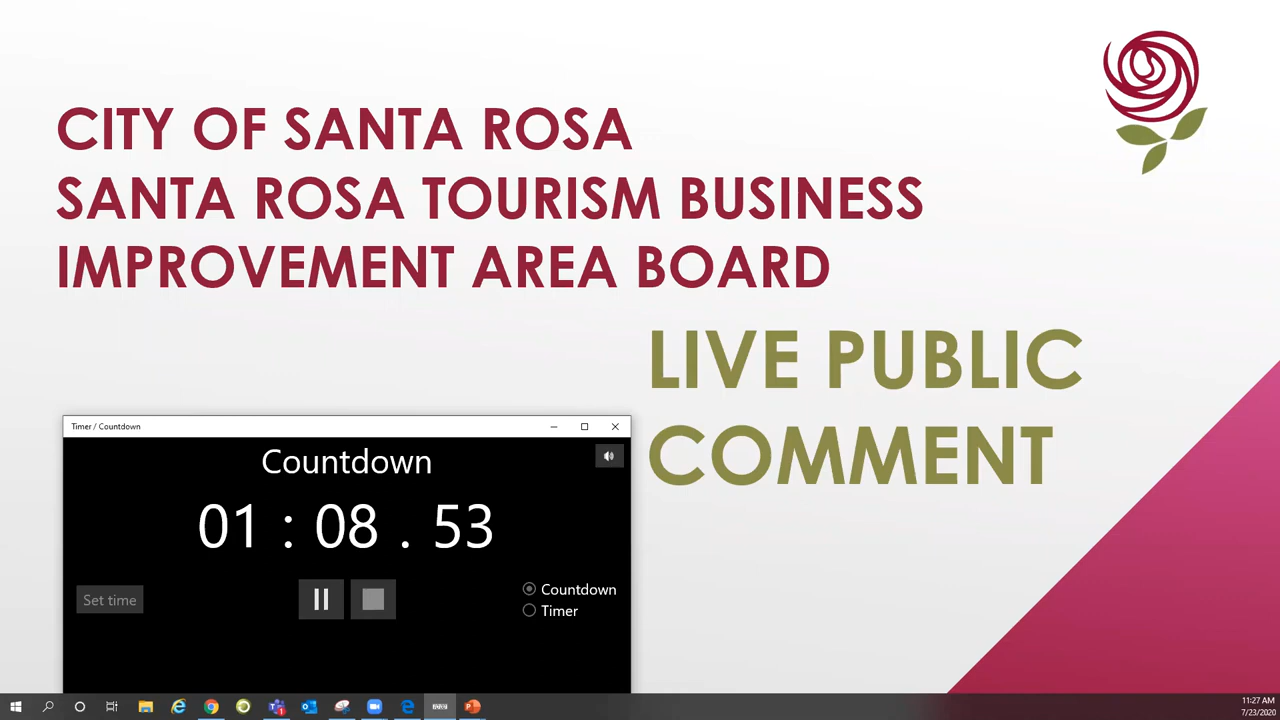 CITY OF SANTA ROSA
SANTA ROSA TOURISM BUSINESS
IMPROVEMENT AREA BOARD
LIVE PUBLIC
COMMENT
Timer / Countdown
Countdown
01 : 08 . 53
Set time
Countdown
Timer
11:27 AM
7/23/2020